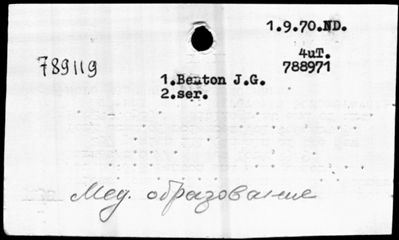 1.9.70.ND.
4uT.
789119
788971
1.Benton J.G.
2.ser.
Мед. образование